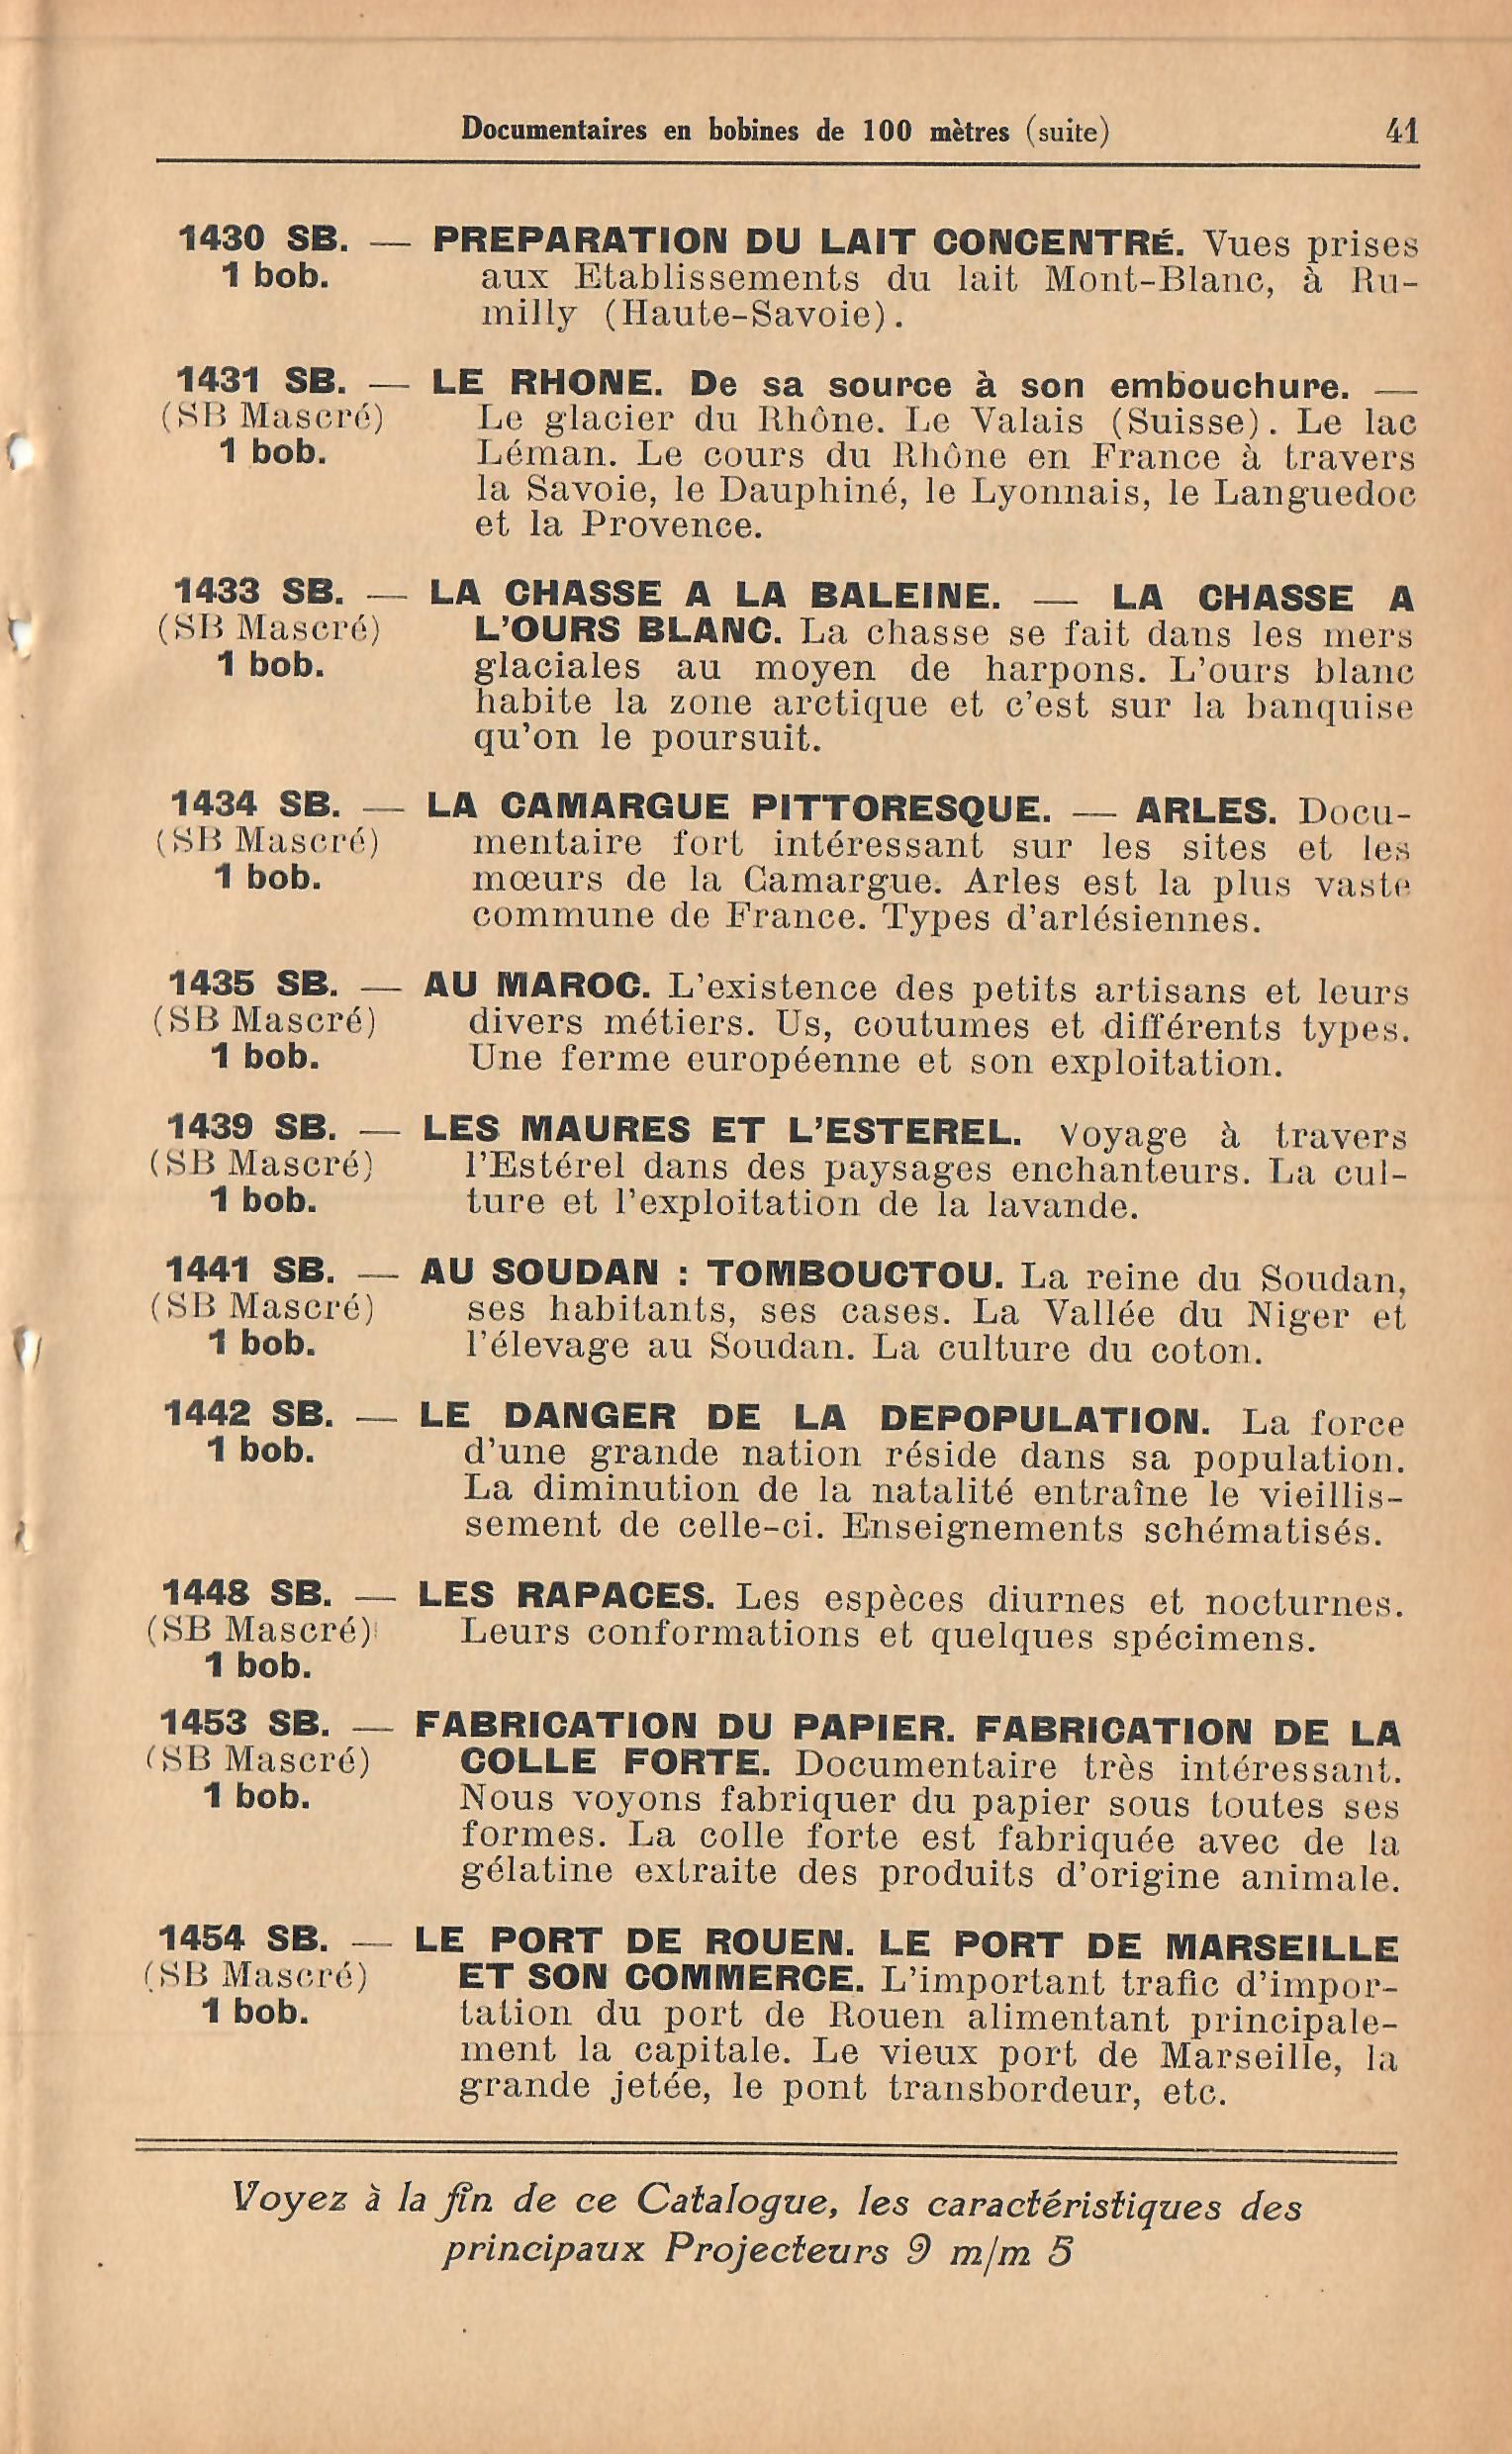 Documentaires en bobines de 100 mètres (suite) 41
1430 SB. — PREPARATION DU LAIT CONCENTRÉ. Vues prises
1 bob. aux Etablissements du lait Mont-Blanc, à Ru-
milly (Haute-Savoie).
1431 SB. — LE RHONE. De sa source à son embouchure. —
(SB Mascré) Le glacier du Rhône. Le Valais (Suisse). Le lac
1 bob. Léman. Le cours du Rhône en France à travers
la Savoie, le Dauphiné, le Lyonnais, le Languedoc
et la Provence.
1433 SB. — LA CHASSE A LA BALEINE. — LA CHASSE A
(SB Mascré) L'OURS BLANC. La chasse se fait dans les mers
1 bob. glaciales au moyen de harpons. L'ours blanc
habite la zone arctique et c'est sur la banquise
qu'on le poursuit.
1434 SB. — LA CAMARGUE PITTORESQUE. — ARLES. Docu-
(SB Mascré) mentaire fort intéressant sur les sites et les
1 bob. mœurs de la Camargue. Arles est la plus vaste
commune de France. Types d'arlésiennes.
1435 SB. — AU MAROC. L'existence des petits artisans et leurs
(SB Mascré) divers métiers. Us, coutumes et différents types.
1 bob. Une ferme européenne et son exploitation.
1439 SB. — LES MAURES ET L'ESTEREL. Voyage à travers
(SB Mascré) l'Estérel dans des paysages enchanteurs. La cul-
1 bob. ture et l'exploitation de la lavande.
1441 SB. — AU SOUDAN : TOMBOUCTOU. La reine du Soudan,
(SB Mascré) ses habitants, ses cases. La Vallée du Niger et
1 bob. l'élevage au Soudan. La culture du coton.
1442 SB. — LE DANGER DE LA DEPOPULATION. La force
1 bob. d'une grande nation réside dans sa population.
La diminution de la natalité entraîne le vieillis-
sement de celle-ci. Enseignements schématisés.
1448 SB. — LES RAPACES. Les espèces diurnes et nocturnes.
(SB Mascré) Leurs conformations et quelques spécimens.
1 bob.
1453 SB. — FABRICATION DU PAPIER. FABRICATION DE LA
(SB Mascré) COLLE FORTE. Documentaire très intéressant.
1 bob. Nous voyons fabriquer du papier sous toutes ses
formes. La colle forte est fabriquée avec de la
gélatine extraite des produits d'origine animale.
1454 SB. — LE PORT DE ROUEN. LE PORT DE MARSEILLE
(SB Mascré) ET SON COMMERCE. L'important trafic d'impor-
1 bob. tation du port de Rouen alimentant principale-
ment la capitale. Le vieux port de Marseille, la
grande jetée, le pont transbordeur, etc.
Voyez à la fin de ce Catalogue, les caractéristiques des
principaux Projecteurs 9 m/m 5